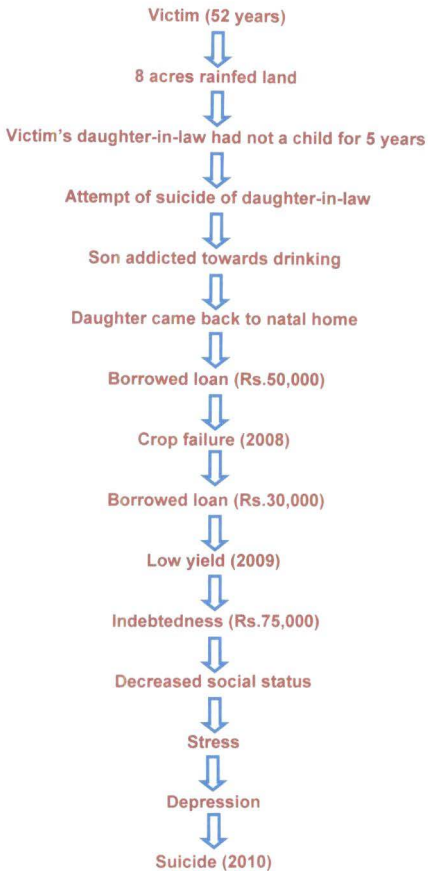 Victim (52 years)
8 acres rainfed land
Victim's daughter-in-law had not a child for 5 years
Attempt of suicide of daughter-in-law
Son addicted towards drinking
Daughter came back to natal home
Borrowed loan (Rs.50,000)
Crop failure (2008)
Borrowed loan (Rs.30,000)
Low yield (2009)
Indebtedness (Rs.75,000)
Decreased social status
Stress
Depression
Suicide (2010)